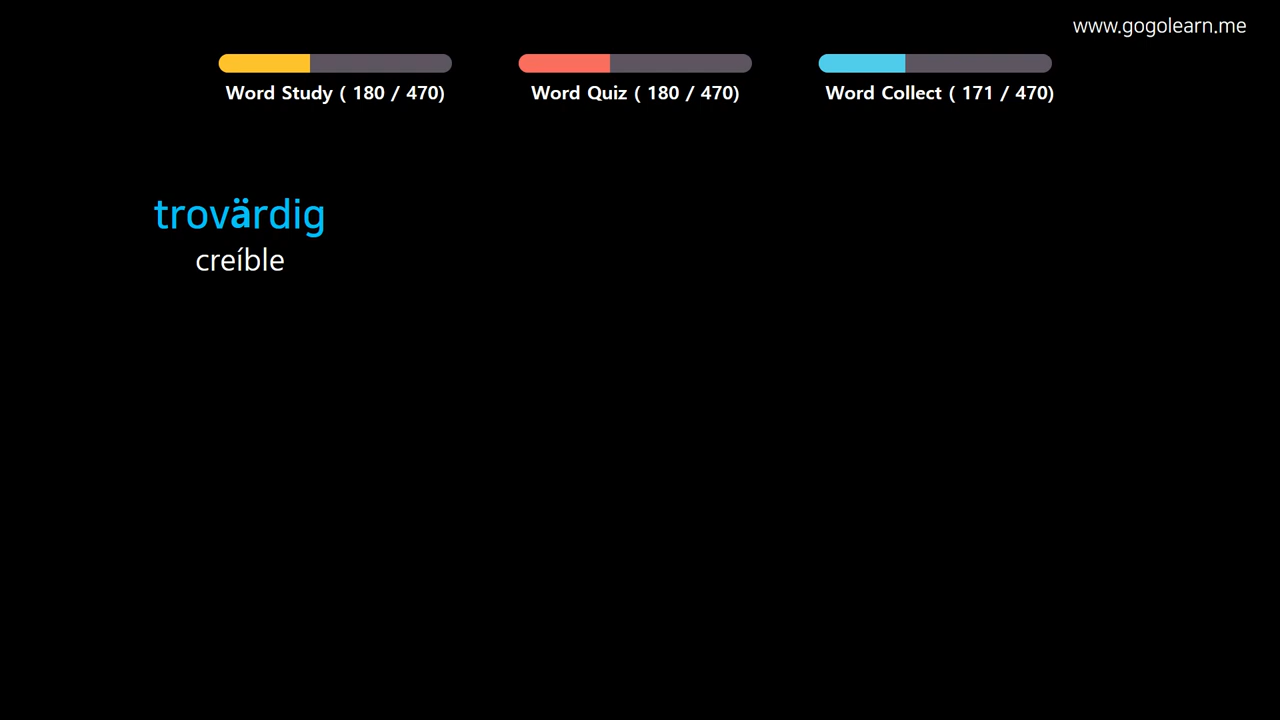 www.gogolearn.me
Word Study ( 180 / 470)
Word Quiz ( 180 / 470)
Word Collect ( 171 / 470)
trovärdig
creíble